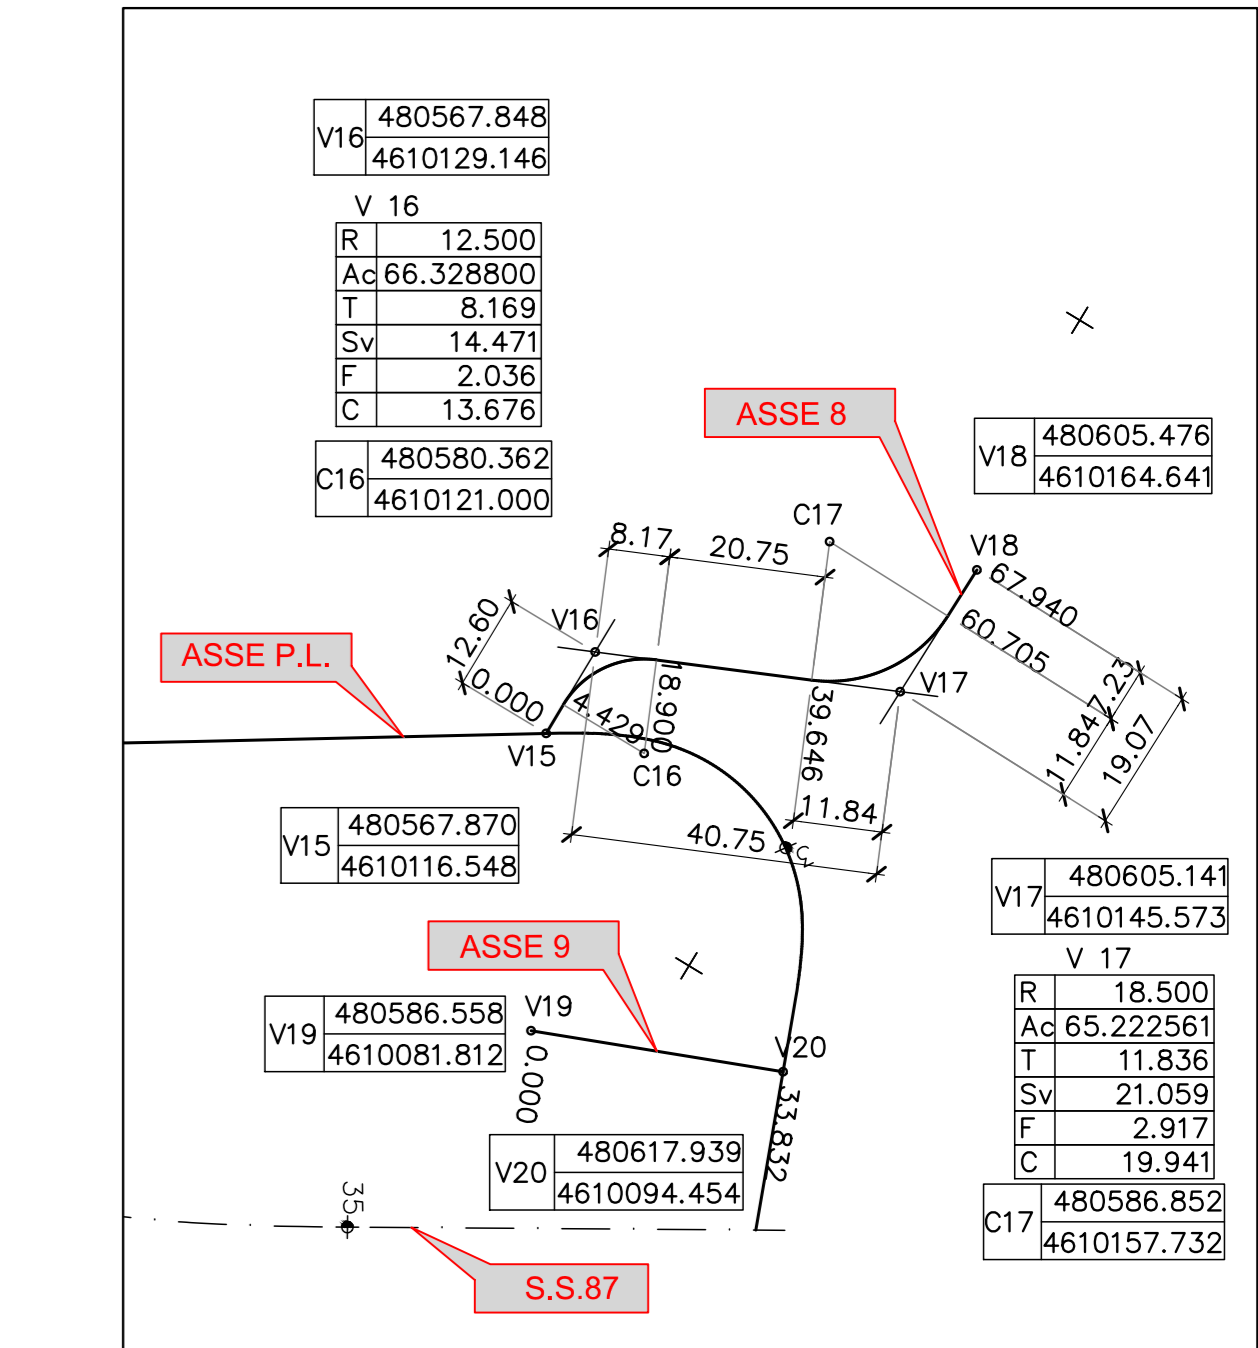 V16 480567.848
4610129.146
V 16
R 12.500
Ac 66.328800
T 8.169
Sv 14.471
F 2.036
C 13.676
C16 480580.362
4610121.000
ASSE 8
V18 480605.476
4610164.641
C17
8.17
20.75
V18
67.940
12.60
V16
60.705
ASSE P.L.
0.000
4.429
18.900
V17
7.23
39.646
11.84
19.07
V15
C16
11.84
40.75
V15 480567.870
4610116.548
V17 480605.141
4610145.573
ASSE 9
V 17
R 18.500
Ac 65.222561
T 11.836
Sv 21.059
F 2.917
C 19.941
V19 480586.558
4610081.812
V19
V20
0.000
33.832
V20 480617.939
4610094.454
35
C17 480586.852
4610157.732
S.S.87